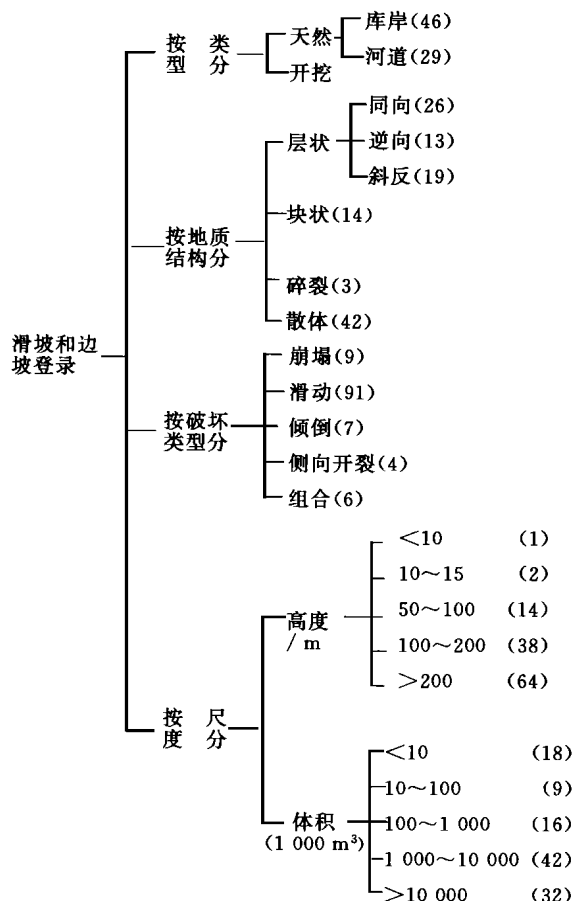 滑坡和边
坡登录
按 类
型 分
天然
库岸(46)
河道(29)
开挖
按地质
结构分
层状
同向(26)
逆向(13)
斜反(19)
块状(14)
碎裂(3)
散体(42)
按破坏
类型分
崩塌(9)
滑动(91)
倾倒(7)
侧向开裂(4)
组合(6)
按 尺
度 分
高度
/ m
<10 (1)
10~15 (2)
50~100 (14)
100~200 (38)
>200 (64)
体积
(1 000 m³)
<10 (18)
10~100 (9)
100~1 000 (16)
1 000~10 000 (42)
>10 000 (32)